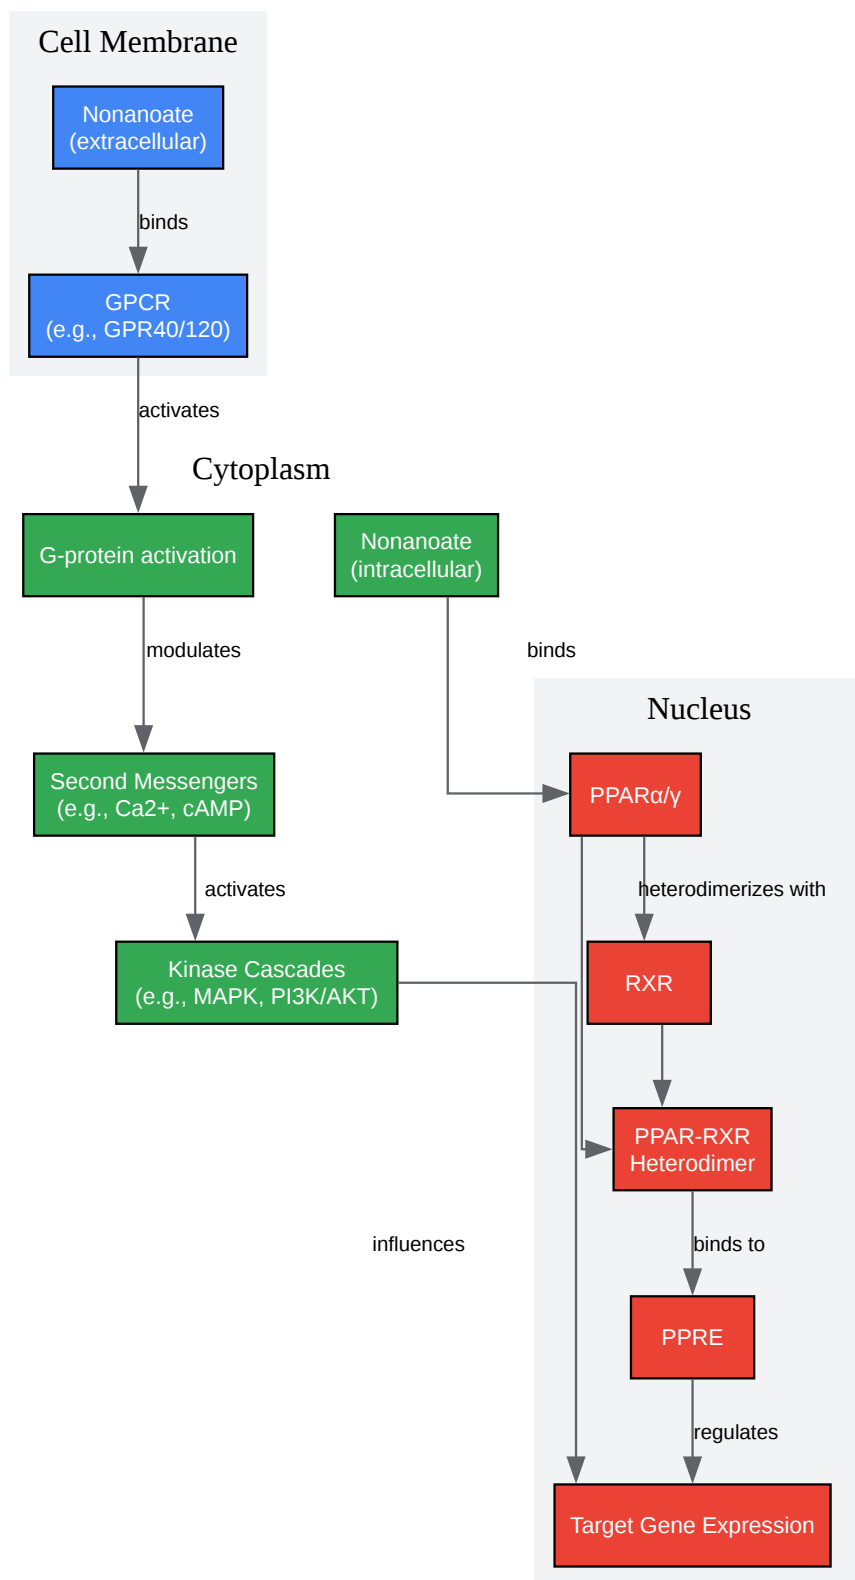 Cell Membrane
Nonanoate
(extracellular)
binds
GPCR
(e.g., GPR40/120)
activates
Cytoplasm
G-protein activation
Nonanoate
(intracellular)
modulates
binds
Nucleus
Second Messengers
(e.g., Ca2+, cAMP)
PPARα/γ
activates
heterodimerizes with
Kinase Cascades
(e.g., MAPK, PI3K/AKT)
RXR
PPAR-RXR
Heterodimer
influences
binds to
PPRE
regulates
Target Gene Expression